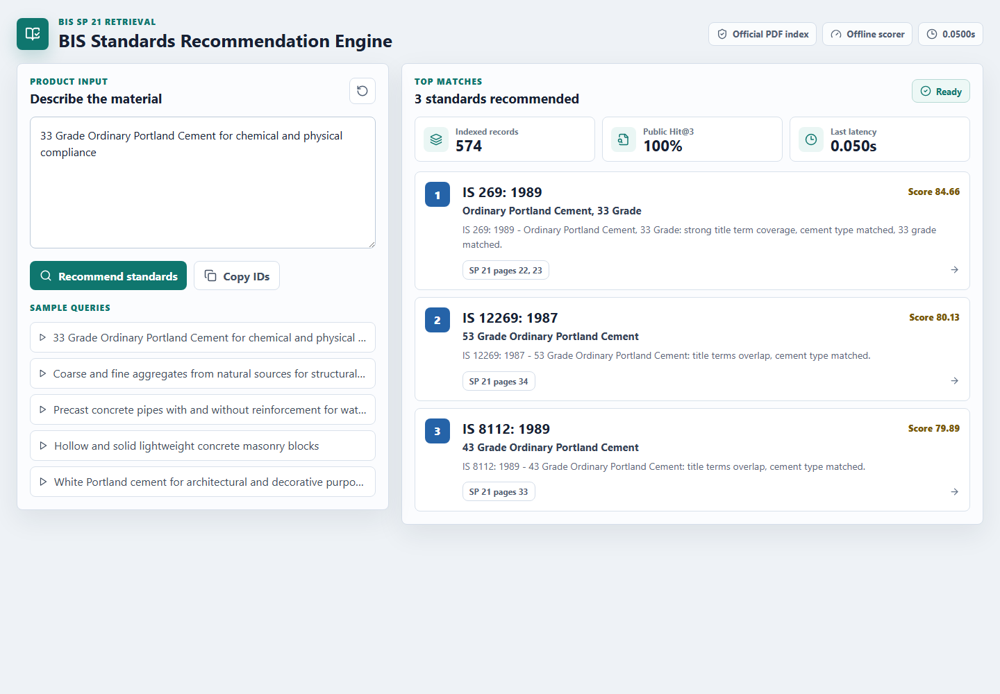 BIS SP 21 RETRIEVAL
BIS Standards Recommendation Engine
Official PDF index
Offline scorer
0.0500s
PRODUCT INPUT
Describe the material
33 Grade Ordinary Portland Cement for chemical and physical
compliance
Recommend standards
Copy IDs
SAMPLE QUERIES
33 Grade Ordinary Portland Cement for chemical and physical ...
Coarse and fine aggregates from natural sources for structural...
Precast concrete pipes with and without reinforcement for wat...
Hollow and solid lightweight concrete masonry blocks
White Portland cement for architectural and decorative purpo...
TOP MATCHES
3 standards recommended
Ready
Indexed records
574
Public Hit@3
100%
Last latency
0.050s
1
IS 269: 1989
Score 84.66
Ordinary Portland Cement, 33 Grade
IS 269: 1989 - Ordinary Portland Cement, 33 Grade: strong title term coverage, cement type matched, 33 grade
matched.
SP 21 pages 22, 23
2
IS 12269: 1987
Score 80.13
53 Grade Ordinary Portland Cement
IS 12269: 1987 - 53 Grade Ordinary Portland Cement: title terms overlap, cement type matched.
SP 21 pages 34
3
IS 8112: 1989
Score 79.89
43 Grade Ordinary Portland Cement
IS 8112: 1989 - 43 Grade Ordinary Portland Cement: title terms overlap, cement type matched.
SP 21 pages 33